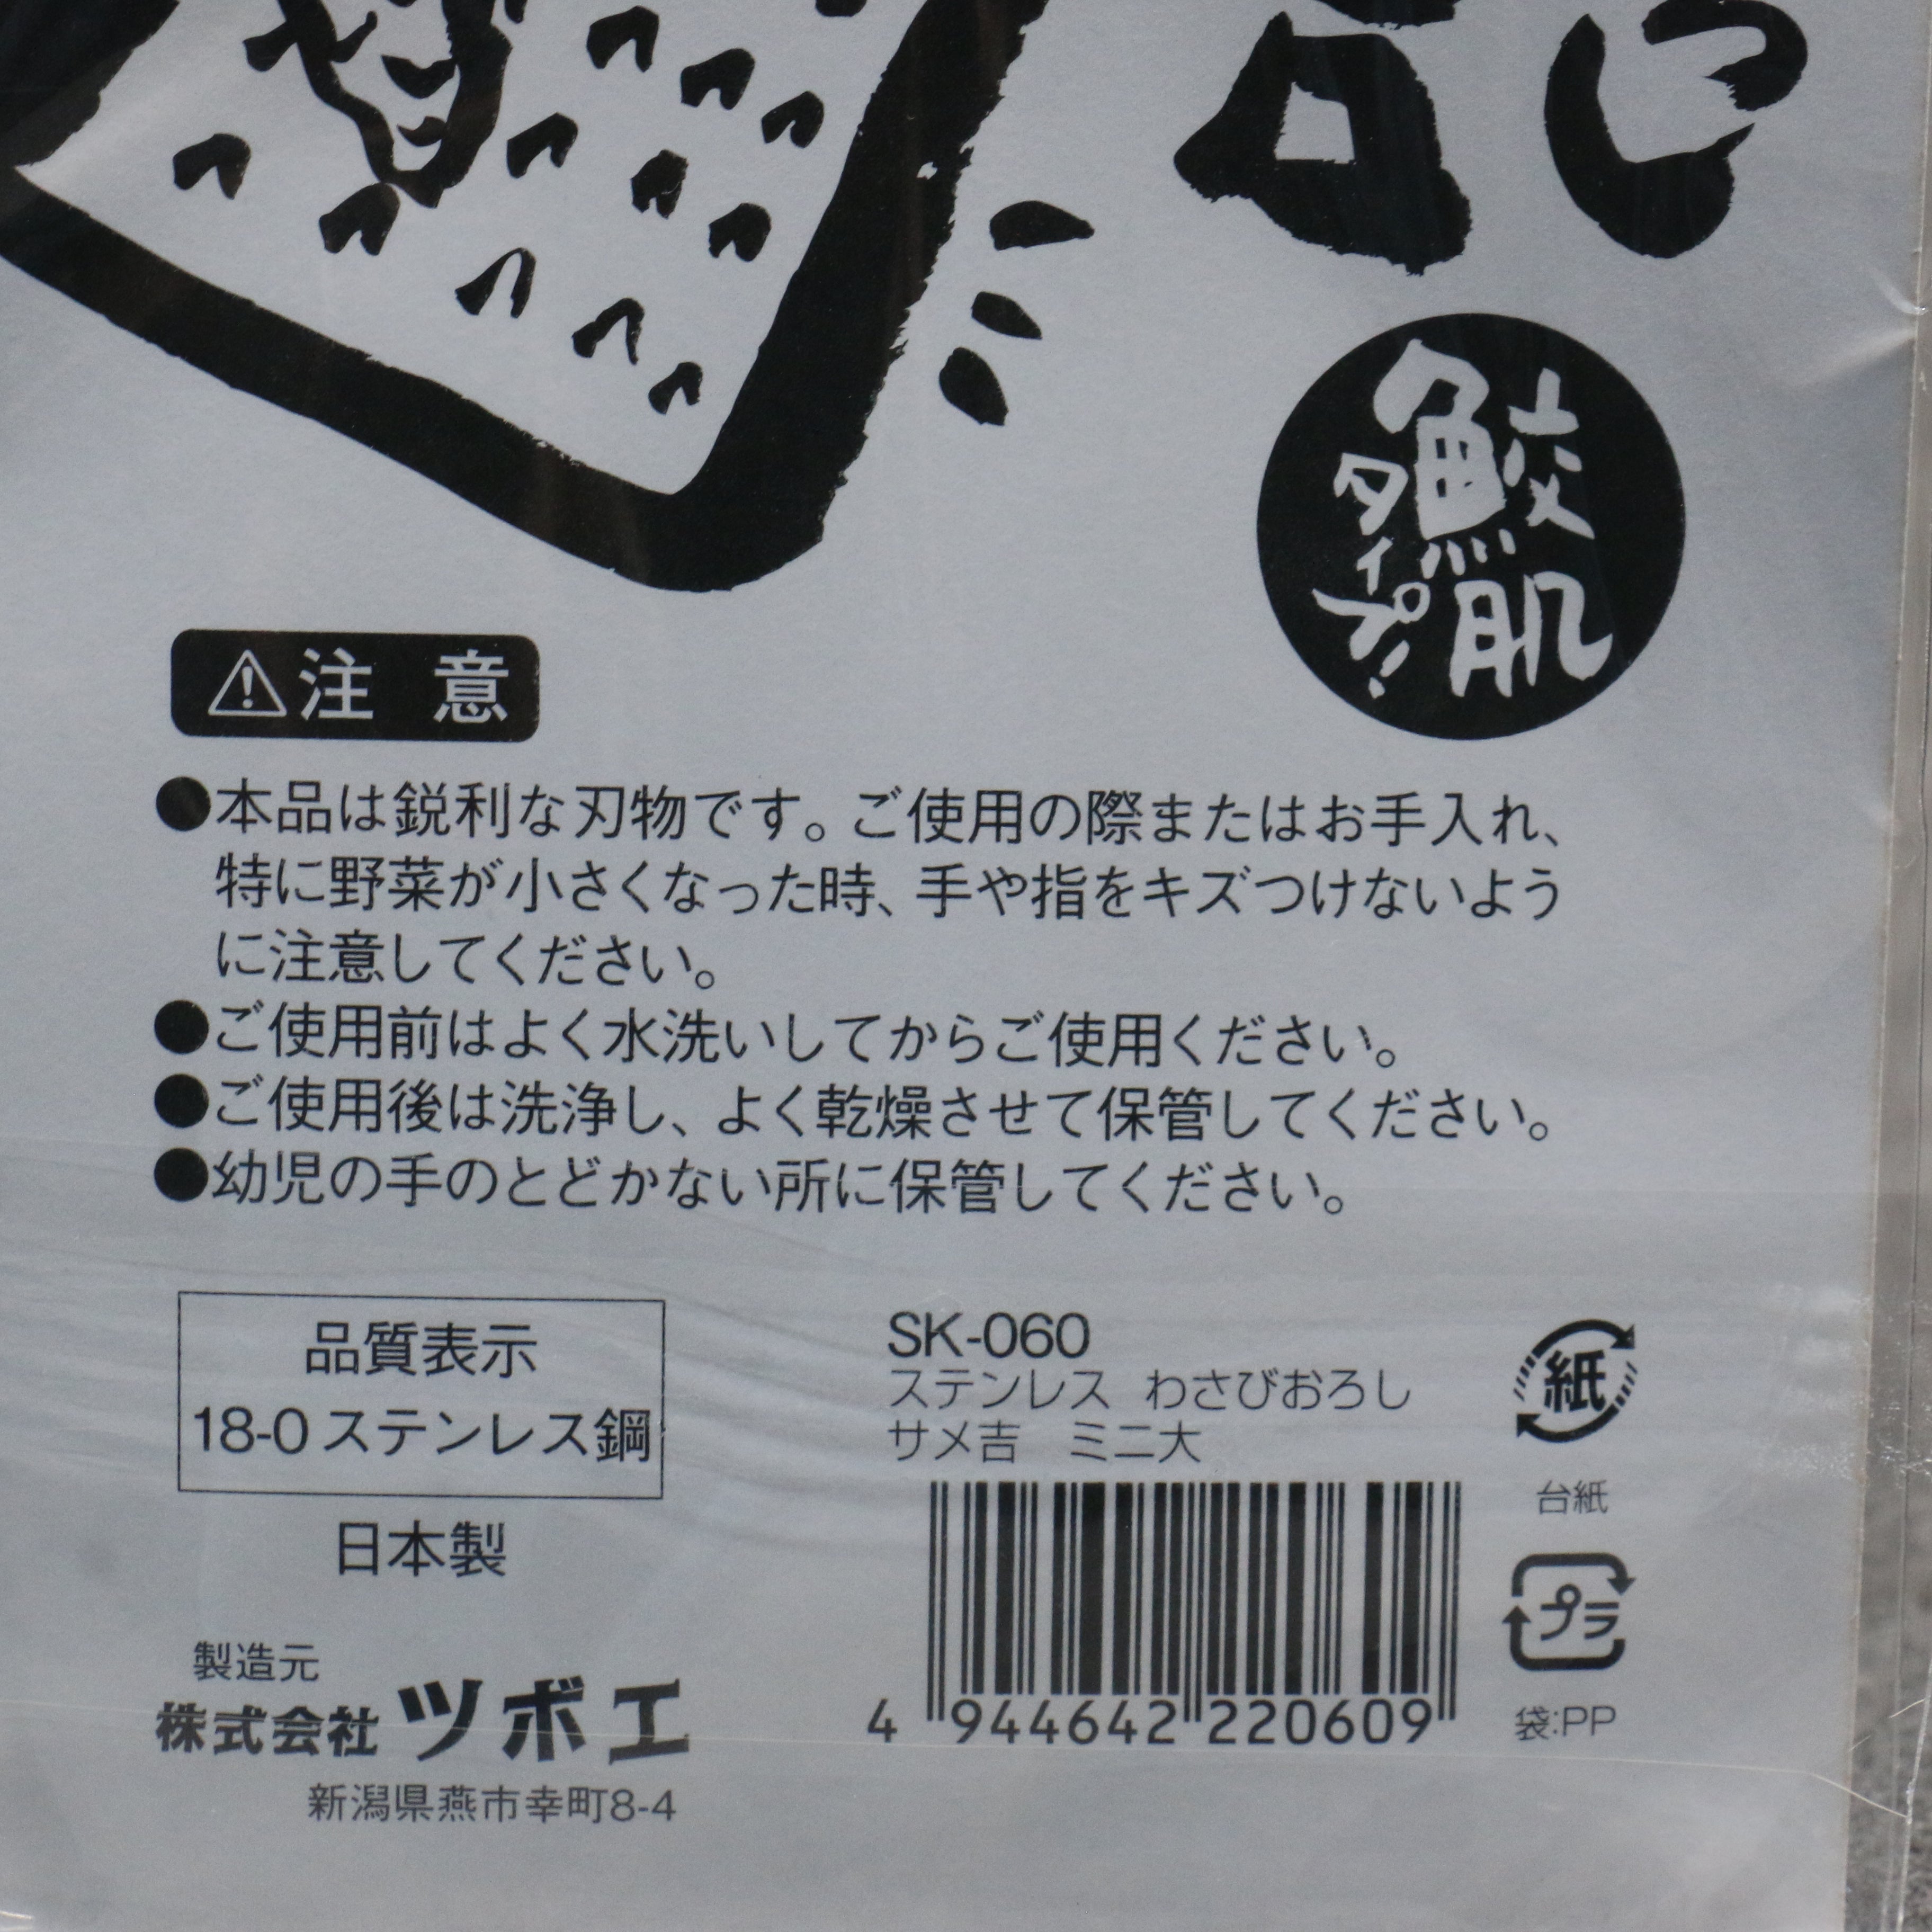 鮫肌
タイプ!
注意
●本品は鋭利な刃物です。ご使用の際またはお手入れ、
特に野菜が小さくなった時、手や指をキズつけないよう
に注意してください。
●ご使用前はよく水洗いしてからご使用ください。
●ご使用後は洗浄し、よく乾燥させて保管してください。
●幼児の手のとどかない所に保管してください。
品質表示
18-0ステンレス鋼
日本製
製造元
株式会社ツボエ
新潟県燕市幸町8-4
SK-060
ステンレス わさびおろし
サメ吉 ミニ大
4 944642 220609
紙
台紙
プラ
袋:PP